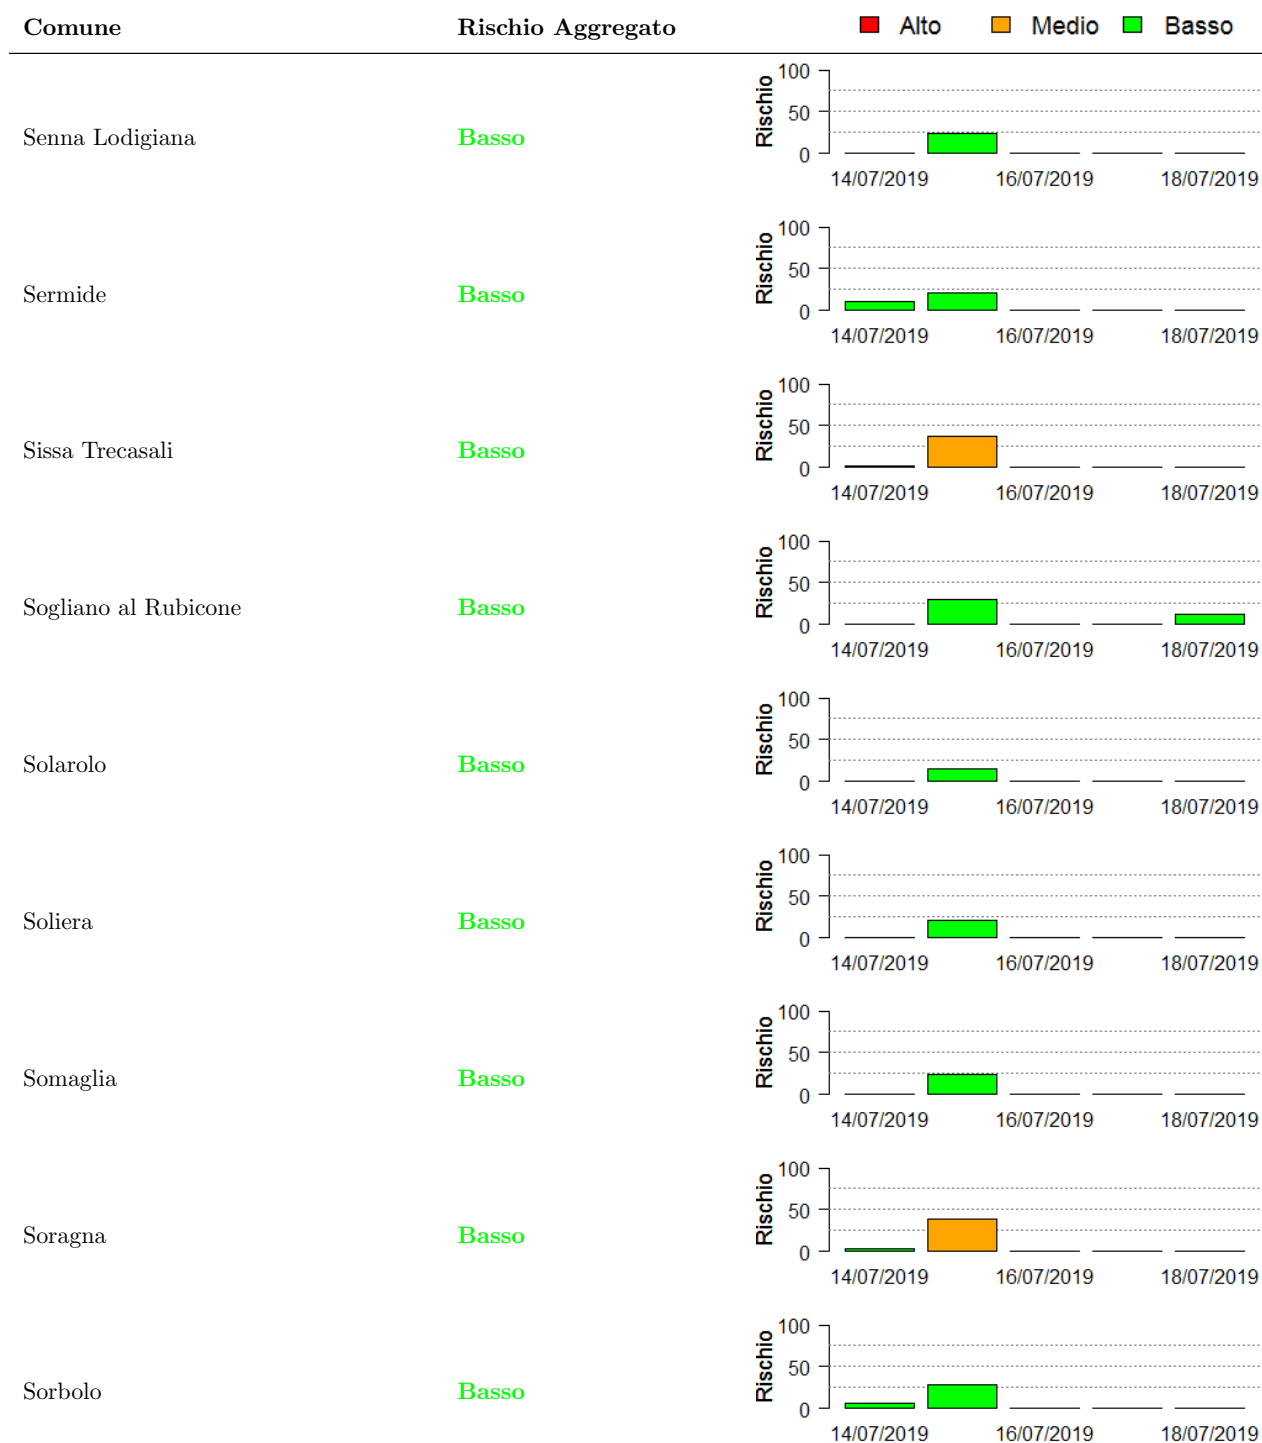 Comune Rischio Aggregato Alto Medio Basso
Senna Lodigiana Basso
Rischio
100
50
0
14/07/2019 16/07/2019 18/07/2019
Sermide Basso
Rischio
100
50
0
14/07/2019 16/07/2019 18/07/2019
Sissa Trecasali Basso
Rischio
100
50
0
14/07/2019 16/07/2019 18/07/2019
Sogliano al Rubicone Basso
Rischio
100
50
0
14/07/2019 16/07/2019 18/07/2019
Solarolo Basso
Rischio
100
50
0
14/07/2019 16/07/2019 18/07/2019
Soliera Basso
Rischio
100
50
0
14/07/2019 16/07/2019 18/07/2019
Somaglia Basso
Rischio
100
50
0
14/07/2019 16/07/2019 18/07/2019
Soragna Basso
Rischio
100
50
0
14/07/2019 16/07/2019 18/07/2019
Sorbolo Basso
Rischio
100
50
0
14/07/2019 16/07/2019 18/07/2019